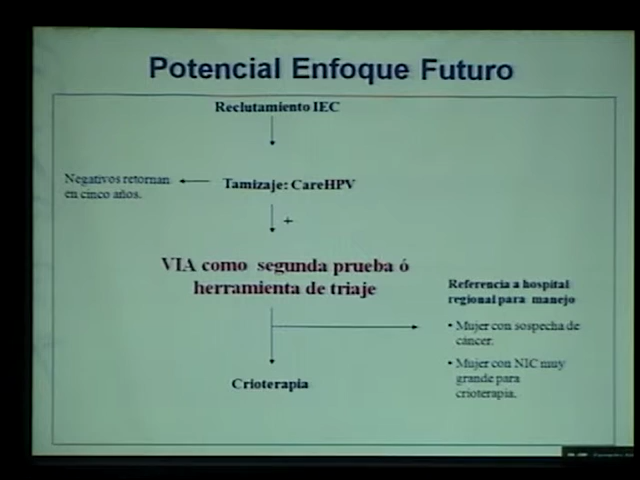 Potencial Enfoque Futuro
Reclutamiento IEC
Negativos retornan
en cinco años.
Tamizaje: CareHPV
+
VIA como segunda prueba ó
herramienta de triaje
Referencia a hospital
regional para manejo
• Mujer con sospecha de
cáncer.
• Mujer con NIC muy
grande para
crioterapia.
Crioterapia